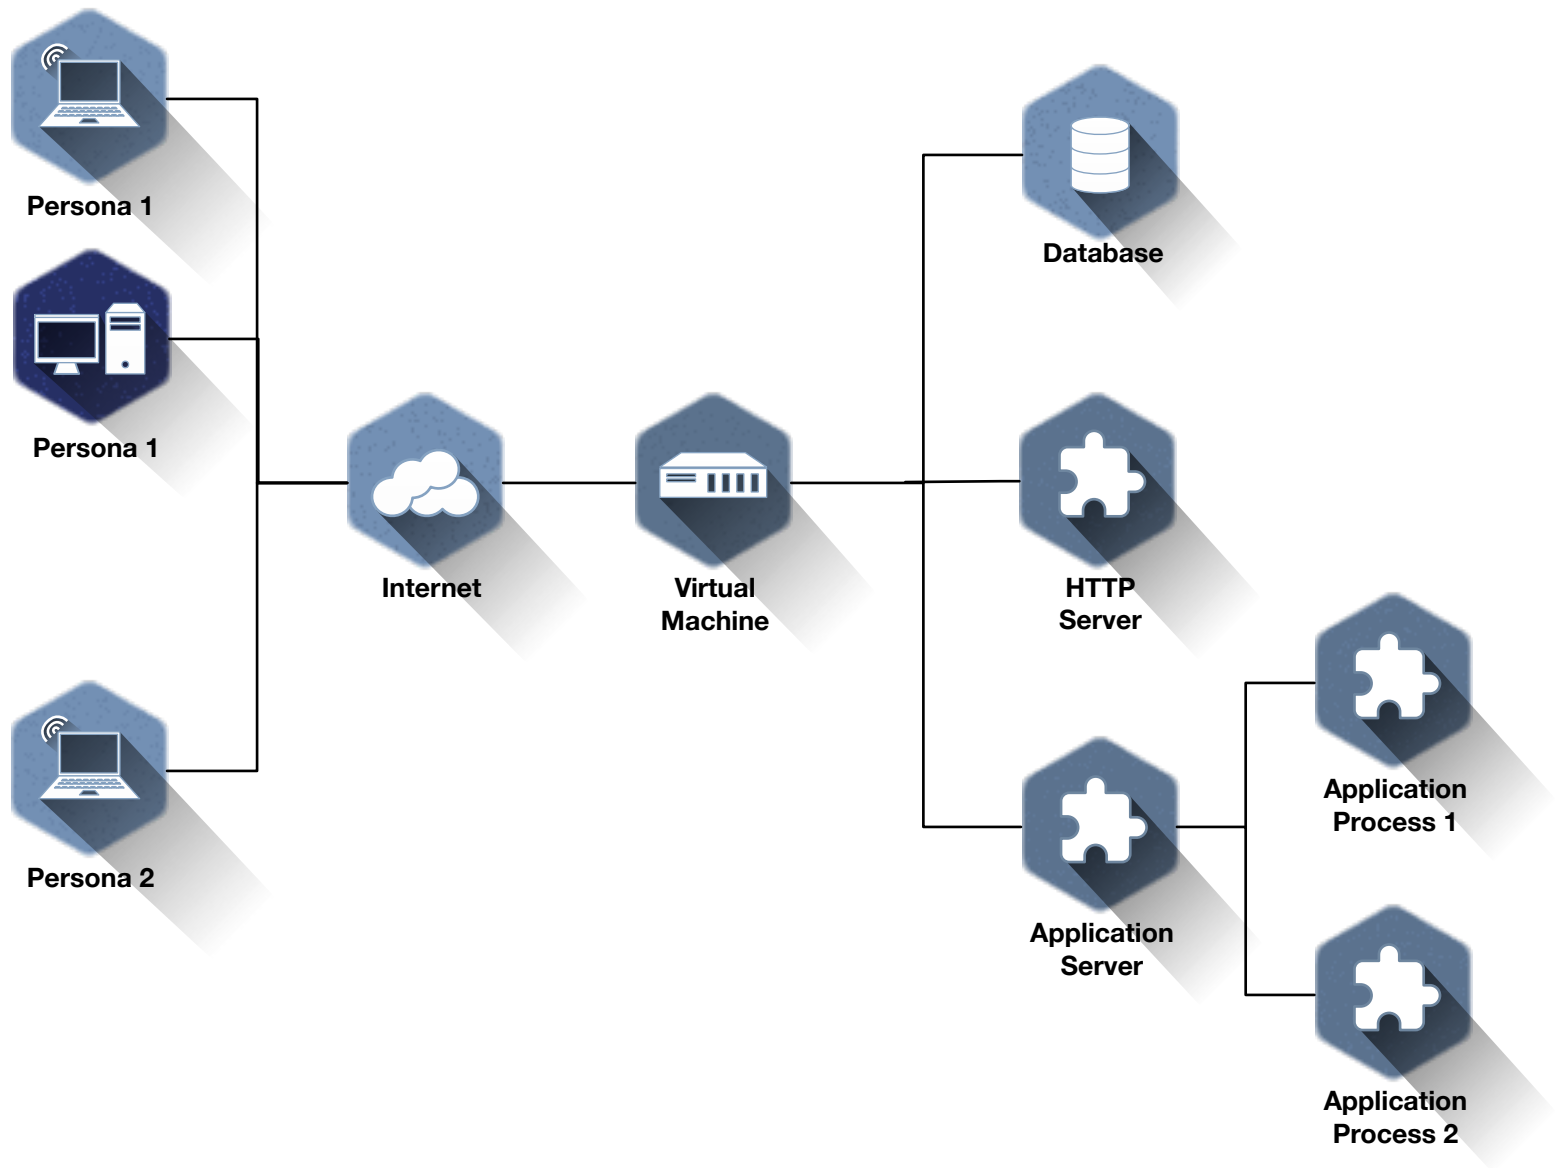 Persona 1
Database
Persona 1
Internet
Virtual
Machine
HTTP
Server
Application
Process 1
Persona 2
Application
Server
Application
Process 2